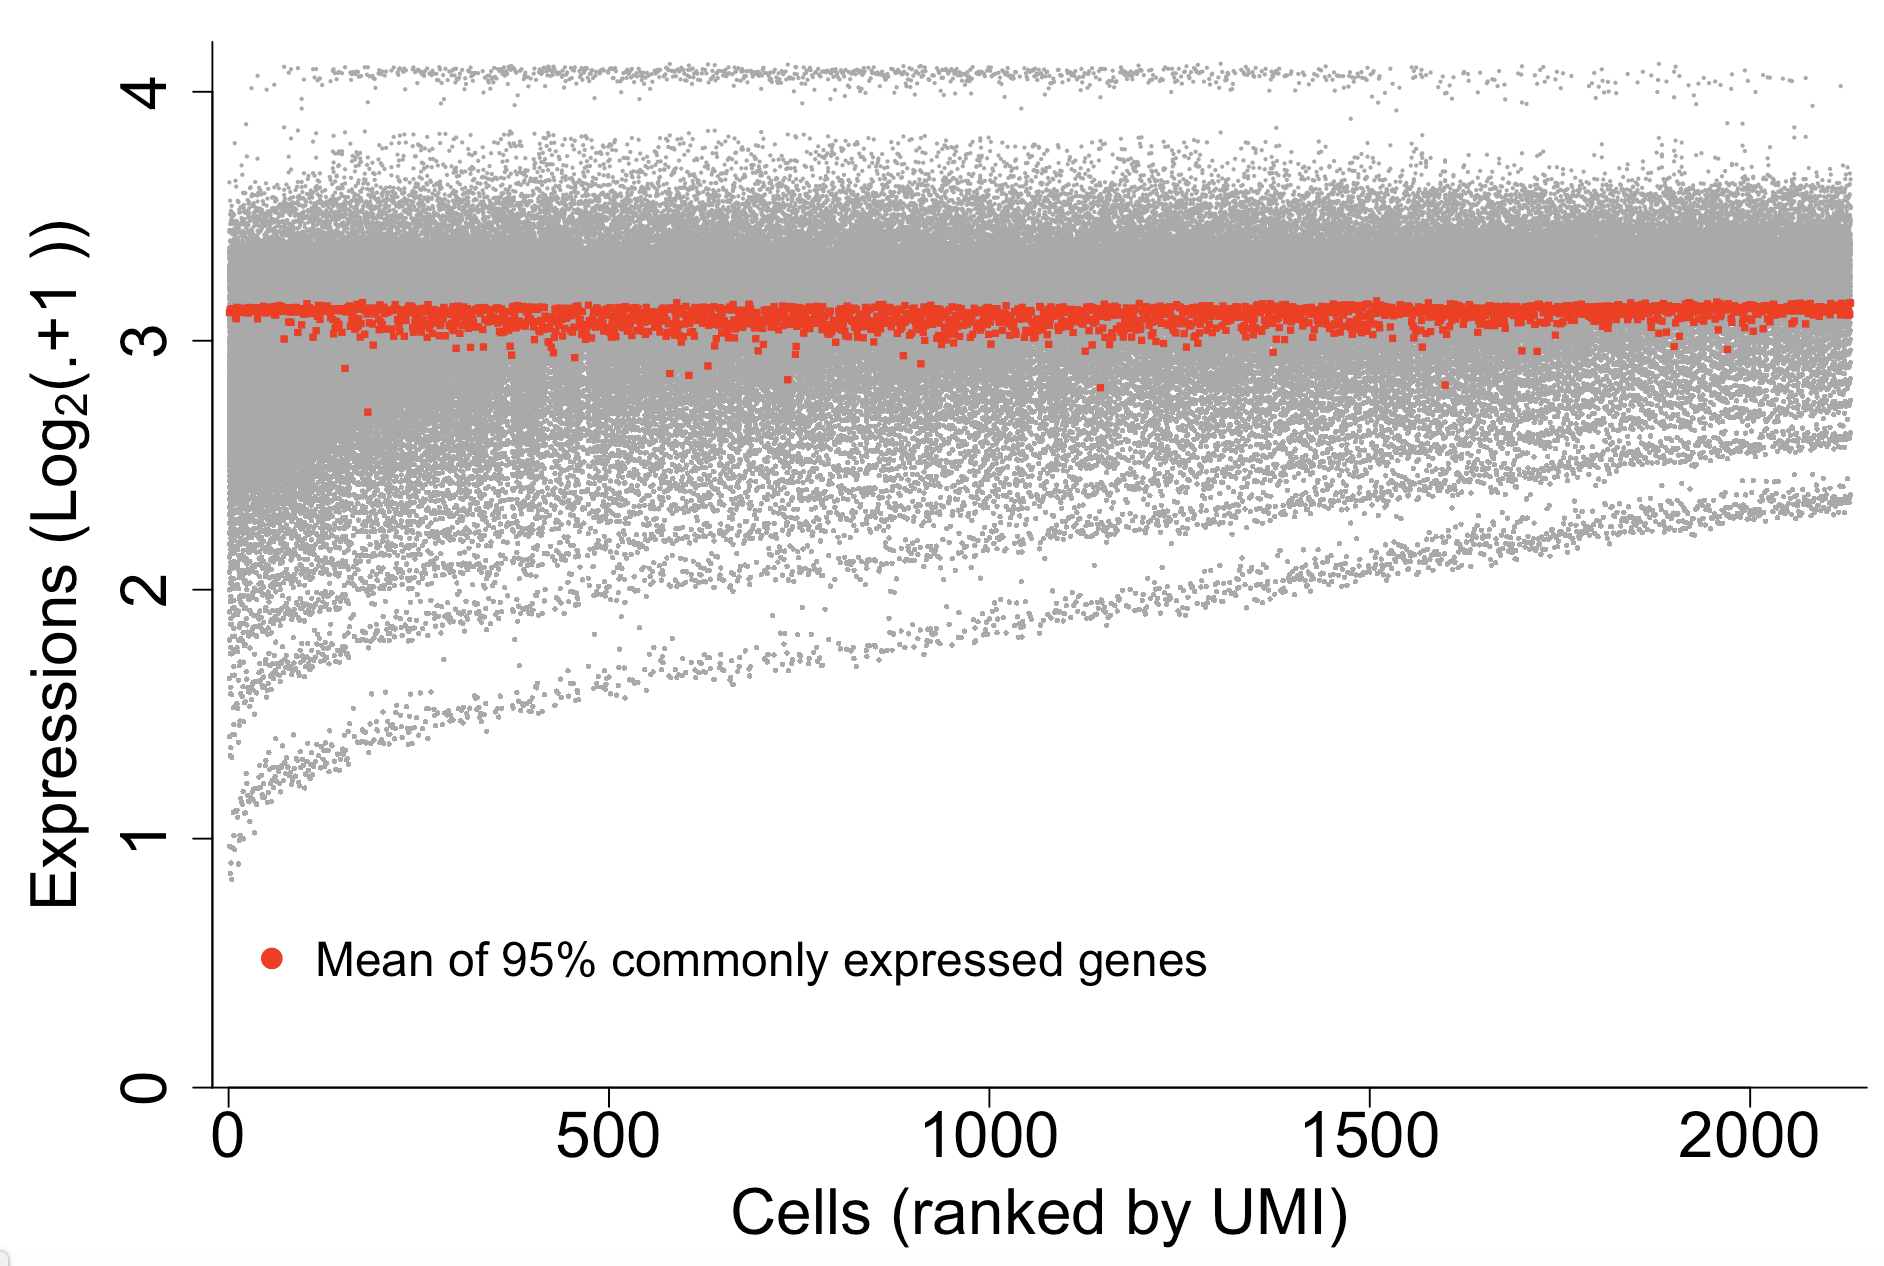 Expressions (Log2(.+1 ))
4
3
2
1
0
Mean of 95% commonly expressed genes
0 500 1000 1500 2000
Cells (ranked by UMI)